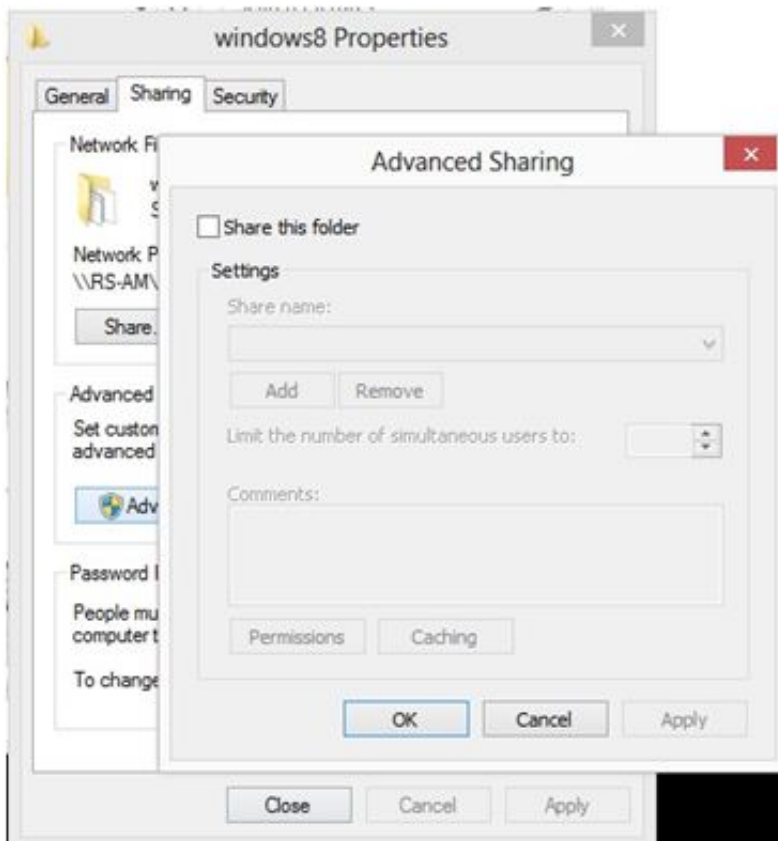 windows8 Properties
General Sharing Security
Network Fi
Advanced Sharing
Share this folder
Network P
\\RS-AM\
Settings
Share name:
Share.
Add Remove
Advanced
Set custon
advanced
Limit the number of simultaneous users to:
Comments:
Adv
Password
People mu
computer t
Permissions Caching
To change
OK Cancel Apply
Close Cancel Apply